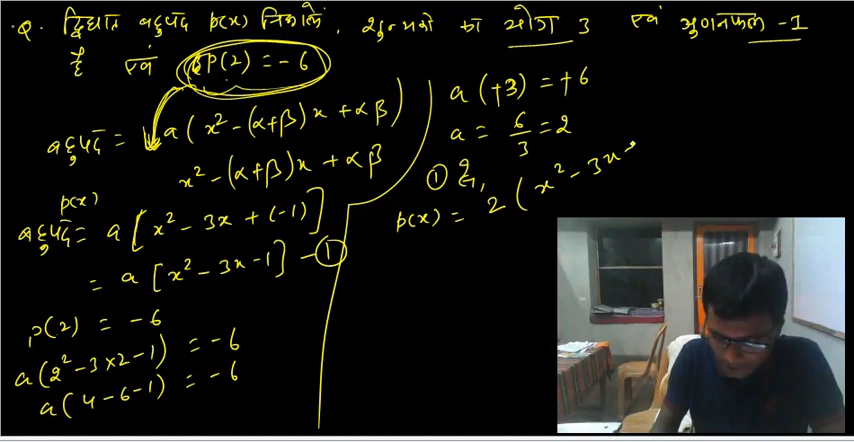 Q. द्विघात बहुपद p(x) निकालें, शून्यकों का योग 3 एवं गुणनफल -1
है एवं P(2) = -6
बहुपद = a(x² - (α+β)x + αβ)
x² - (α+β)x + αβ
p(x)
बहुपद = a[x² - 3x + (-1)]
= a[x² - 3x - 1] - ①
p(2) = -6
a(2² - 3×2 - 1) = -6
a(4 - 6 - 1) = -6
a(+3) = +6
a = 6/3 = 2
① से,
p(x) = 2(x² - 3x -